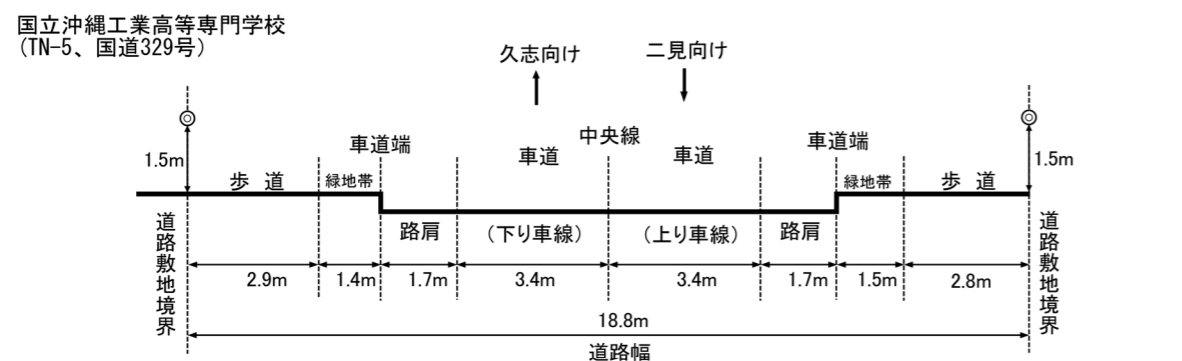 国立沖縄工業高等専門学校
（TN-5、国道329号）
久志向け
二見向け
中央線
車道端
車道
車道
車道端
1.5m
1.5m
歩 道
緑地帯
緑地帯
歩 道
路肩
（下り車線）
（上り車線）
路肩
道路敷地境界
道路敷地境界
2.9m
1.4m
1.7m
3.4m
3.4m
1.7m
1.5m
2.8m
18.8m
道路幅